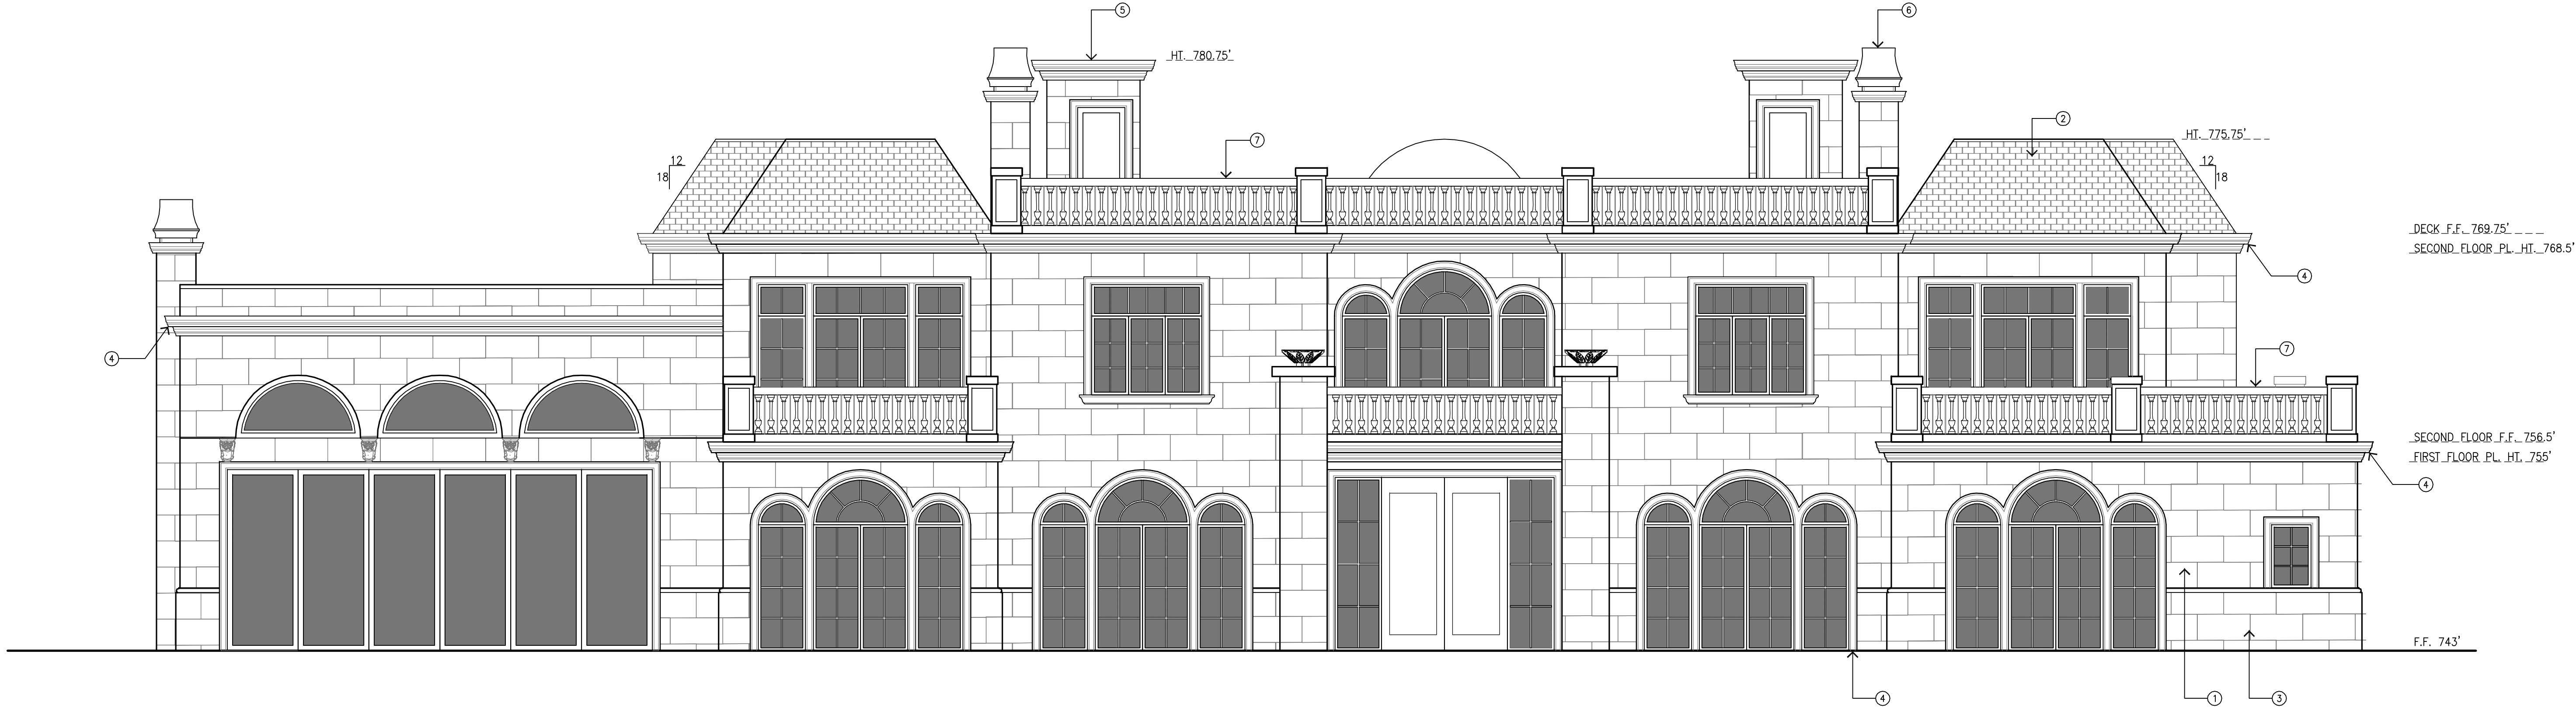 5
6
HT. 780.75'
2
HT. 775.75'
7
12
18
12
18
DECK F.F. 769.75'
SECOND FLOOR PL. HT. 768.5'
4
4
7
SECOND FLOOR F.F. 756.5'
FIRST FLOOR PL. HT. 755'
4
F.F. 743'
4
1
3